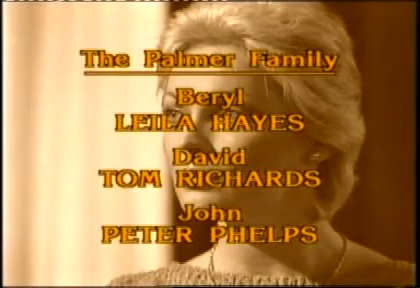 The Palmer Family
Beryl
LEILA HAYES
David
TOM RICHARDS
John
PETER PHELPS